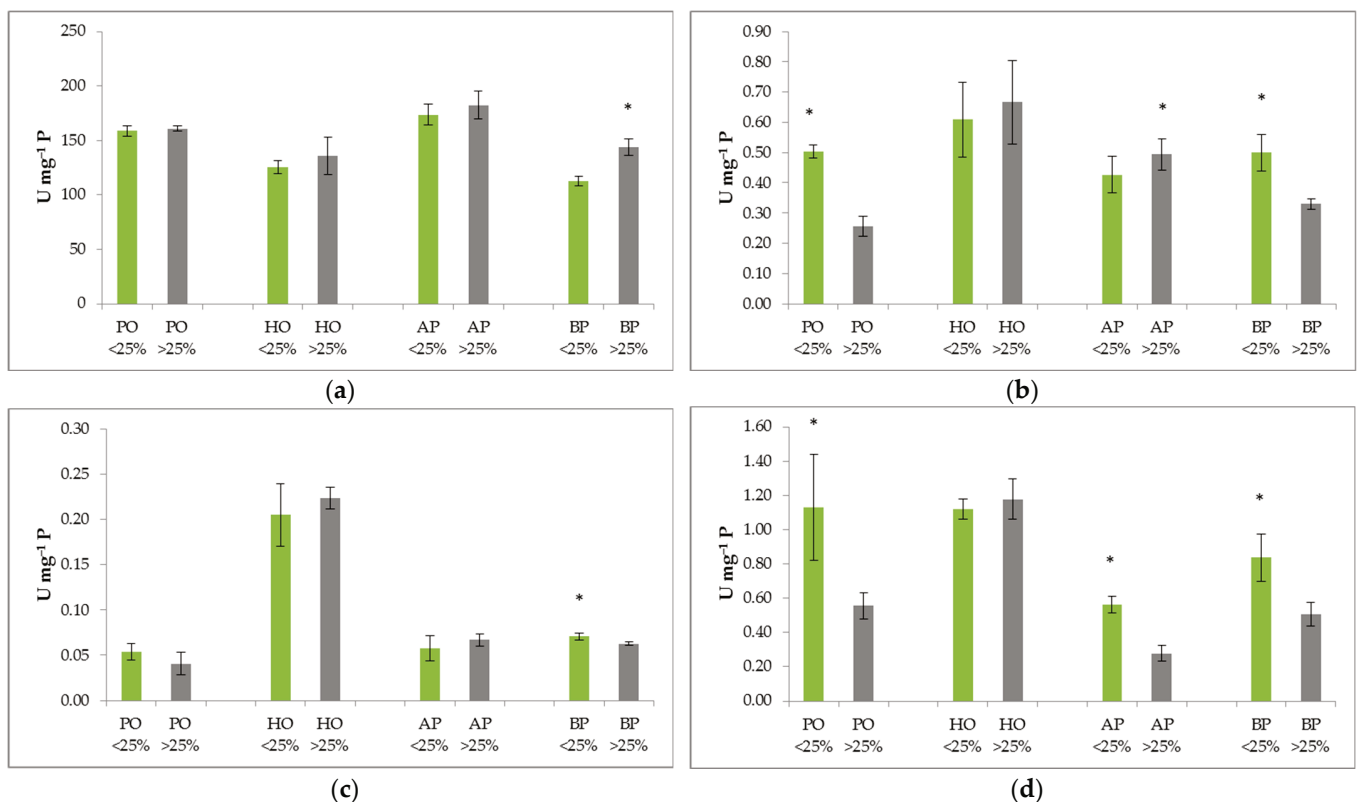 250
200
150
100
50
0
U mg⁻¹ P
*
PO PO HO HO AP AP BP BP
<25% >25% <25% >25% <25% >25% <25% >25%
(a)
0.90
0.80
0.70
0.60
0.50
0.40
0.30
0.20
0.10
0.00
U mg⁻¹ P
* * *
PO PO HO HO AP AP BP BP
<25% >25% <25% >25% <25% >25% <25% >25%
(b)
0.30
0.25
0.20
0.15
0.10
0.05
0.00
U mg⁻¹ P
*
PO PO HO HO AP AP BP BP
<25% >25% <25% >25% <25% >25% <25% >25%
(c)
1.60
1.40
1.20
1.00
0.80
0.60
0.40
0.20
0.00
U mg⁻¹ P
* * *
PO PO HO HO AP AP BP BP
<25% >25% <25% >25% <25% >25% <25% >25%
(d)